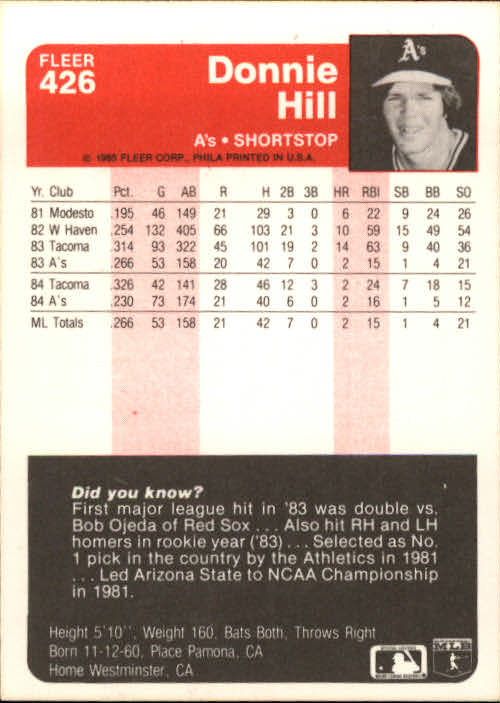 FLEER
426
Donnie
Hill
A's • SHORTSTOP
© 1985 FLEER CORP., PHILA PRINTED IN U.S.A.
A's
Yr. Club Pct. G AB R H 2B 3B HR RBI SB BB SO
81 Modesto .195 46 149 21 29 3 0 6 22 9 24 26
82 W Haven .254 132 405 66 103 21 3 10 59 15 49 54
83 Tacoma .314 93 322 45 101 19 2 14 63 9 40 36
83 A's .266 53 158 20 42 7 0 2 15 1 4 21
84 Tacoma .326 42 141 28 46 12 3 2 24 7 18 15
84 A's .230 73 174 21 40 6 0 2 16 1 5 12
ML Totals .266 53 158 21 42 7 0 2 15 1 4 21
Did you know?
First major league hit in '83 was double vs.
Bob Ojeda of Red Sox . . . Also hit RH and LH
homers in rookie year ('83) . . . Selected as No.
1 pick in the country by the Athletics in 1981
. . . Led Arizona State to NCAA Championship
in 1981.
Height 5'10", Weight 160, Bats Both, Throws Right
Born 11-12-60, Place Pamona, CA
Home Westminster, CA